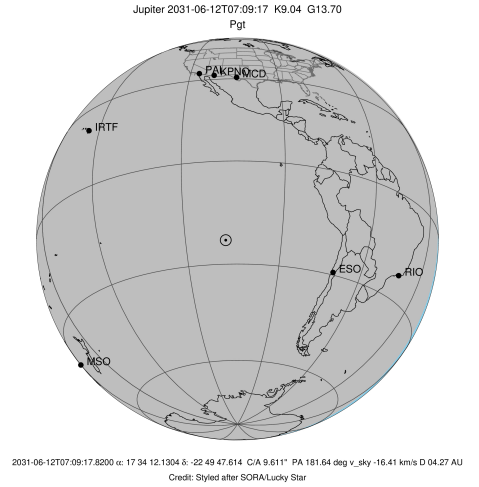 Jupiter 2031-06-12T07:09:17 K9.04 G13.70
Pgt
PAL
KPNO
MCD
IRTF
ESO
RIO
MSO
2031-06-12T07:09:17.8200 α: 17 34 12.1304 δ: -22 49 47.614 C/A 9.611" PA 181.64 deg v_sky -16.41 km/s D 04.27 AU
Credit: Styled after SORA/Lucky Star